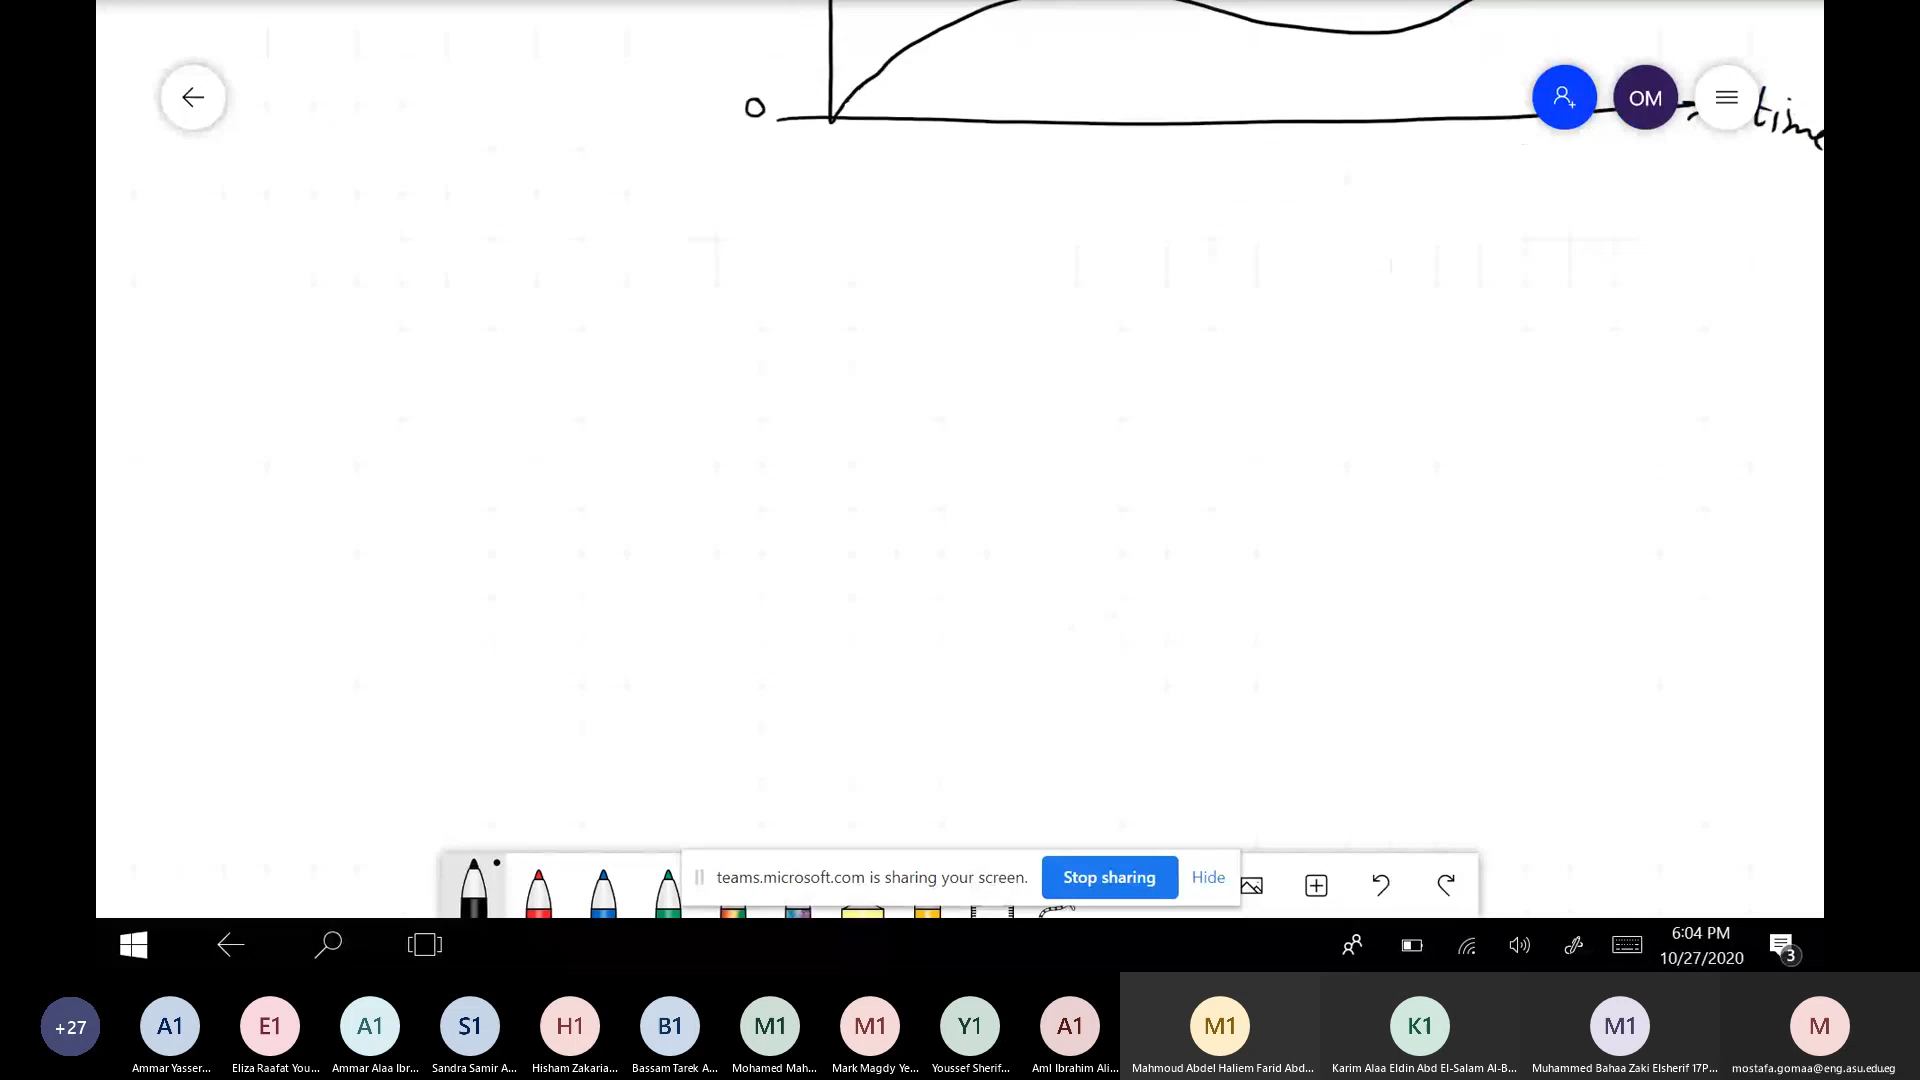 OM
0
time
teams.microsoft.com is sharing your screen.
Stop sharing
Hide
6:04 PM
10/27/2020
3
+27
A1
E1
A1
S1
H1
B1
M1
M1
Y1
A1
M1
K1
M1
M
Ammar Yasser...
Eliza Raafat You...
Ammar Alaa Ibr...
Sandra Samir A...
Hisham Zakaria...
Bassam Tarek A...
Mohamed Mah...
Mark Magdy Ye...
Youssef Sherif...
Aml Ibrahim Ali...
Mahmoud Abdel Haliem Farid Abd...
Karim Alaa Eldin Abd El-Salam Al-B...
Muhammed Bahaa Zaki Elsherif 17P...
mostafa.gomaa@eng.asu.edu.eg